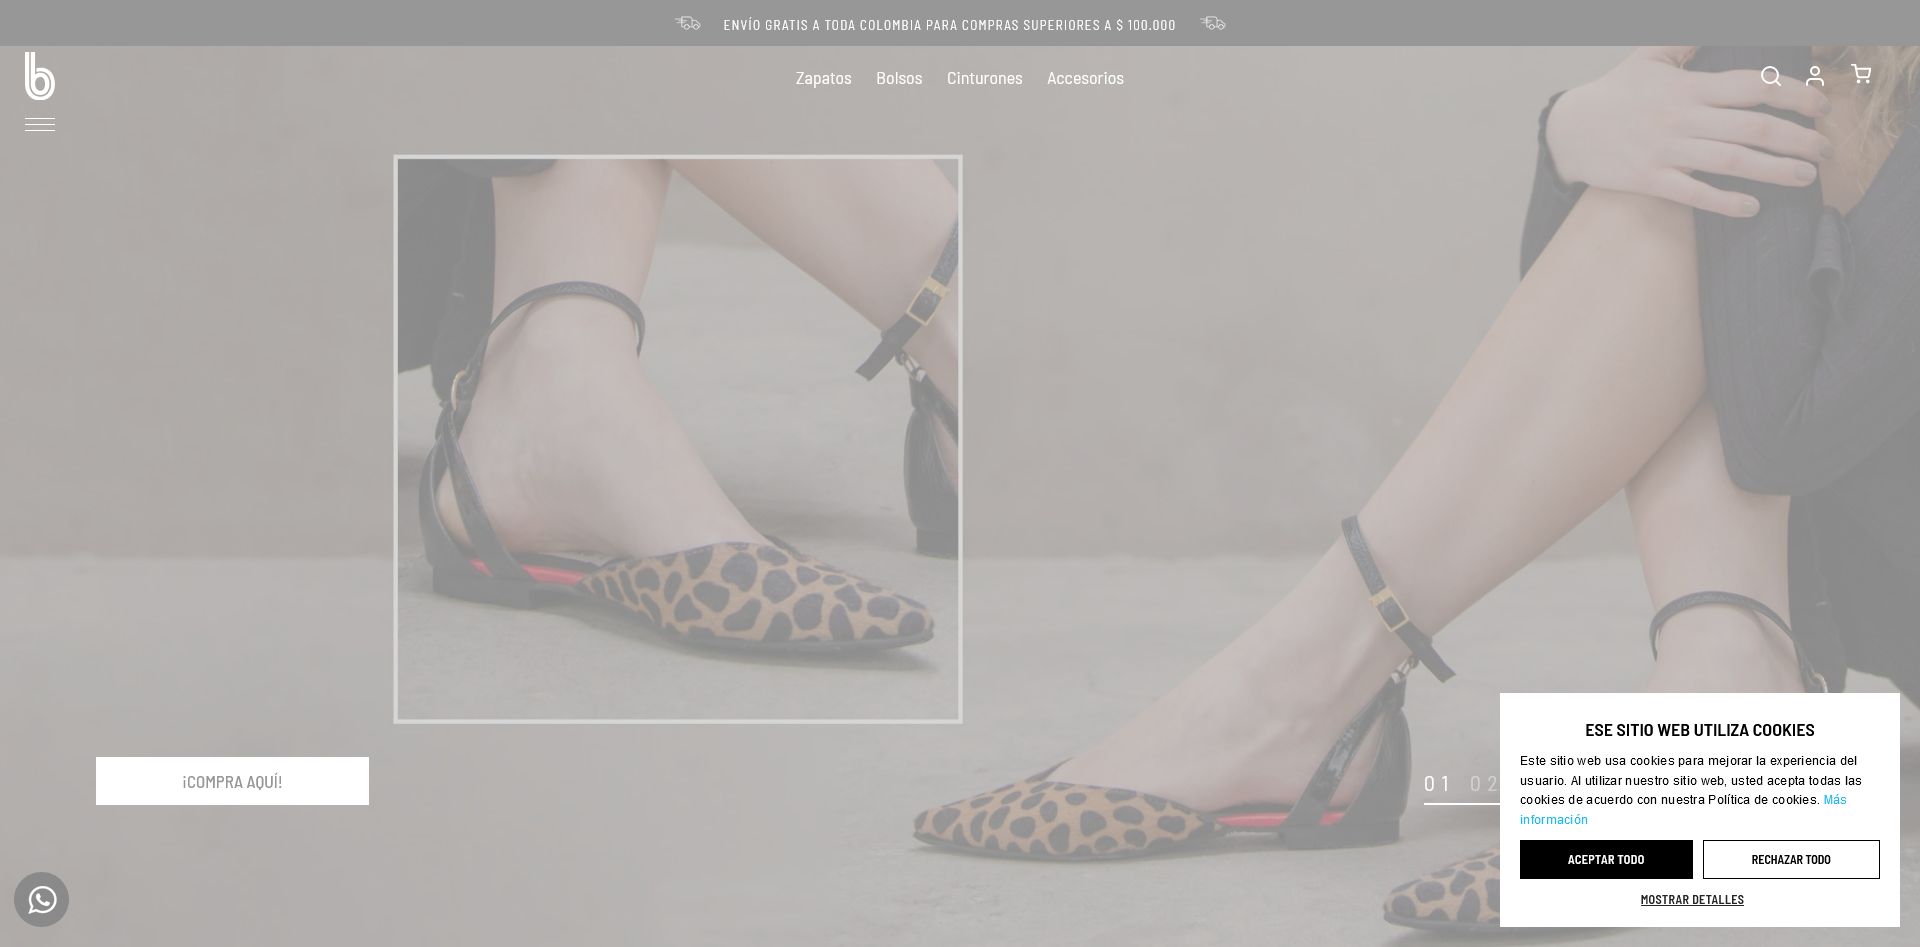 ENVÍO GRATIS A TODA COLOMBIA PARA COMPRAS SUPERIORES A $ 100.000
b
Zapatos Bolsos Cinturones Accesorios
¡COMPRA AQUÍ!
01 02
ESE SITIO WEB UTILIZA COOKIES
Este sitio web usa cookies para mejorar la experiencia del
usuario. Al utilizar nuestro sitio web, usted acepta todas las
cookies de acuerdo con nuestra Política de cookies. Más
información
ACEPTAR TODO RECHAZAR TODO
MOSTRAR DETALLES